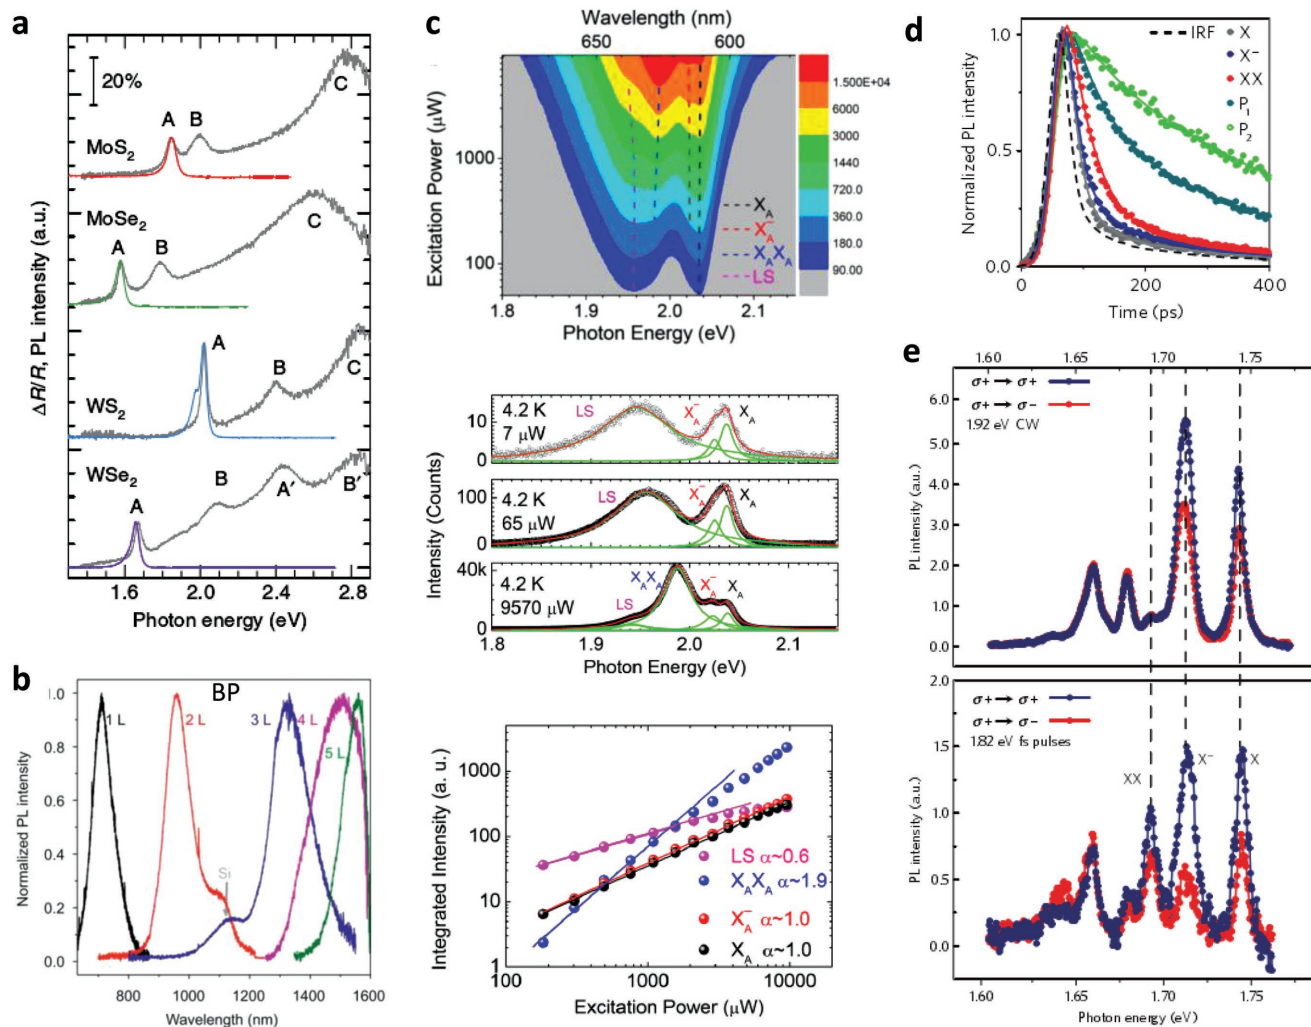 a
20%
A
B
C
MoS2
A
B
C
MoSe2
A
B
C
WS2
A
B
A′
B′
WSe2
ΔR/R, PL intensity (a.u.)
1.6
2.0
2.4
2.8
Photon energy (eV)
b
BP
1 L
2 L
3 L
4 L
5 L
Si
1.0
0.8
0.6
0.4
0.2
0.0
Normalized PL intensity
800
1000
1200
1400
1600
Wavelength (nm)
c
Wavelength (nm)
650
600
Excitation Power (μW)
1000
100
XA
XA−
XAXA
LS
1.500E+04
6000
3000
1440
720.0
360.0
180.0
90.00
1.8
1.9
2.0
2.1
Photon Energy (eV)
Intensity (Counts)
10
0
4.2 K
7 μW
LS
XA−
XA
100
0
4.2 K
65 μW
LS
XA−
XA
40k
0
4.2 K
9570 μW
LS
XAXA
XA−
XA
1.8
1.9
2.0
2.1
Photon Energy (eV)
Integrated Intensity (a. u.)
1000
100
10
1
LS α~0.6
XAXA α~1.9
XA− α~1.0
XA α~1.0
100
1000
10000
Excitation Power (μW)
d
IRF
X
X−
XX
P1
P2
Normalized PL intensity
1.0
0.5
0.0
0
200
400
Time (ps)
e
1.60
1.65
1.70
1.75
σ+→σ+
σ+→σ−
1.92 eV CW
PL intensity (a.u.)
6.0
5.0
4.0
3.0
2.0
1.0
0.0
σ+→σ+
σ+→σ−
1.82 eV fs pulses
XX
X−
X
PL intensity (a.u.)
2.0
1.5
1.0
0.5
0.0
1.60
1.65
1.70
1.75
Photon energy (eV)